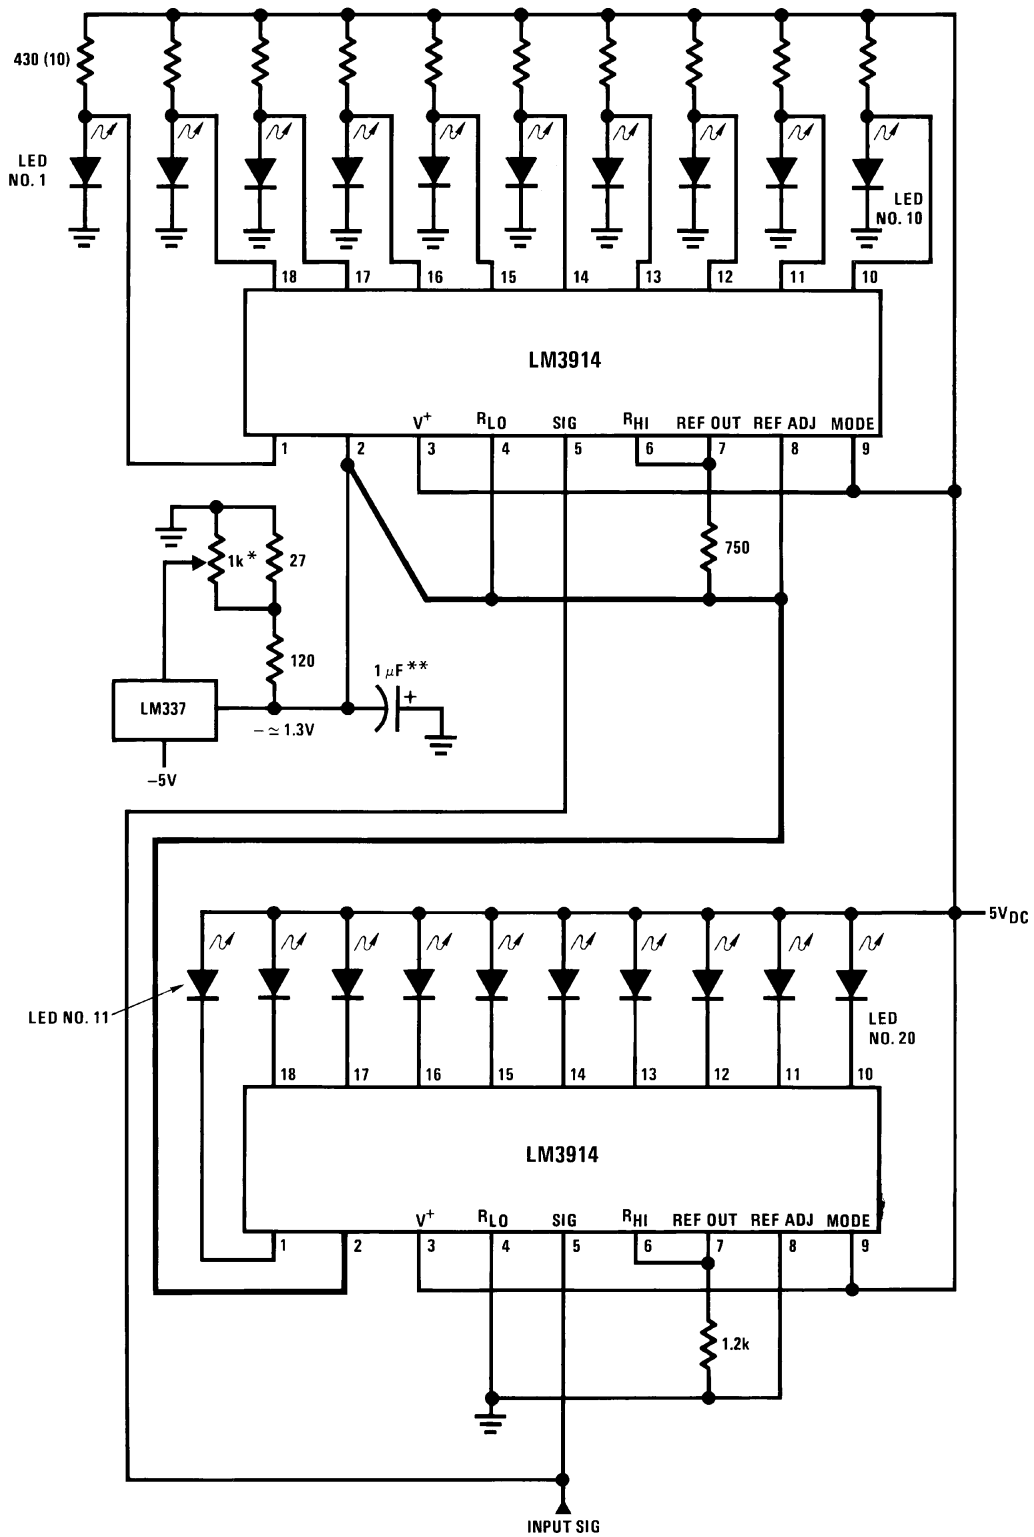 430 (10)
LED
NO. 1
LED
NO. 10
18 17 16 15 14 13 12 11 10
LM3914
V+ RLO SIG RHI REF OUT REF ADJ MODE
1 2 3 4 5 6 7 8 9
1k* 27
750
120
1 μF**
+
LM337
– ≃ 1.3V
–5V
5VDC
LED NO. 11
LED
NO. 20
18 17 16 15 14 13 12 11 10
LM3914
V+ RLO SIG RHI REF OUT REF ADJ MODE
1 2 3 4 5 6 7 8 9
1.2k
INPUT SIG